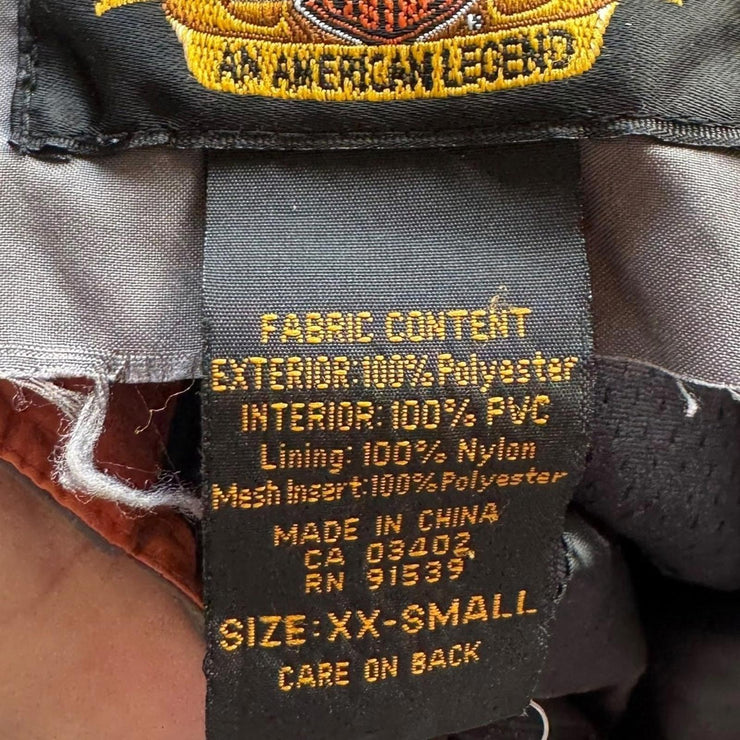 AN AMERICAN LEGEND
FABRIC CONTENT
EXTERIOR: 100% Polyester
INTERIOR: 100% PVC
Lining: 100% Nylon
Mesh Insert: 100% Polyester
MADE IN CHINA
CA 03402
RN 91539
SIZE: XX-SMALL
CARE ON BACK